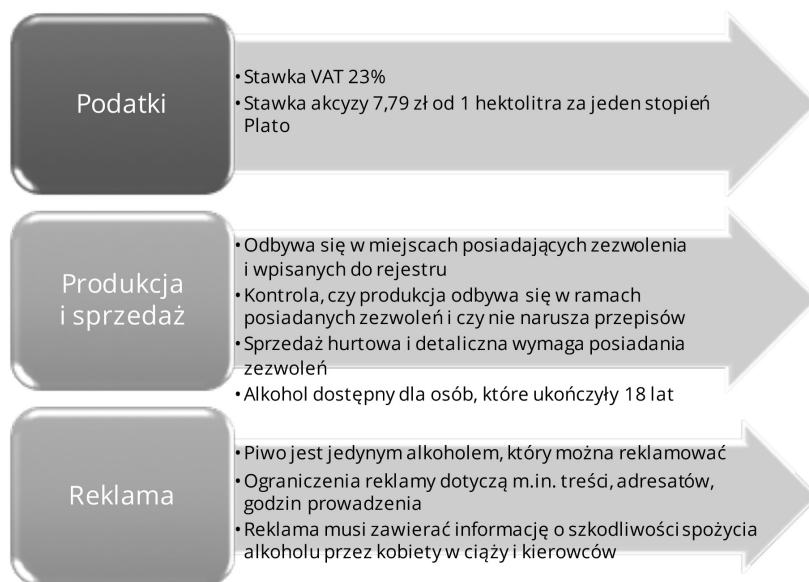 Podatki
• Stawka VAT 23%
• Stawka akcyzy 7,79 zł od 1 hektolitra za jeden stopień
Plato
Produkcja
i sprzedaż
• Odbywa się w miejscach posiadających zezwolenia
i wpisanych do rejestru
• Kontrola, czy produkcja odbywa się w ramach
posiadanych zezwoleń i czy nie narusza przepisów
• Sprzedaż hurtowa i detaliczna wymaga posiadania
zezwoleń
• Alkohol dostępny dla osób, które ukończyły 18 lat
Reklama
• Piwo jest jedynym alkoholem, który można reklamować
• Ograniczenia reklamy dotyczą m.in. treści, adresatów,
godzin prowadzenia
• Reklama musi zawierać informację o szkodliwości spożycia
alkoholu przez kobiety w ciąży i kierowców